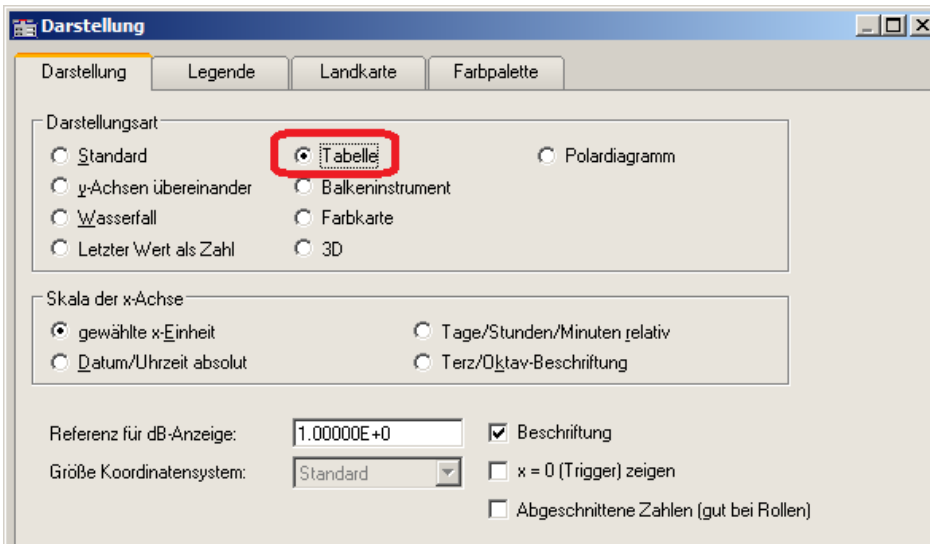 Darstellung
Darstellung Legende Landkarte Farbpalette
Darstellungsart
Standard Tabelle Polardiagramm
y-Achsen übereinander Balkeninstrument
Wasserfall Farbkarte
Letzter Wert als Zahl 3D
Skala der x-Achse
gewählte x-Einheit Tage/Stunden/Minuten relativ
Datum/Uhrzeit absolut Terz/Oktav-Beschriftung
Referenz für dB-Anzeige: 1.00000E+0 Beschriftung
Größe Koordinatensystem: Standard x = 0 (Trigger) zeigen
Abgeschnittene Zahlen (gut bei Rollen)